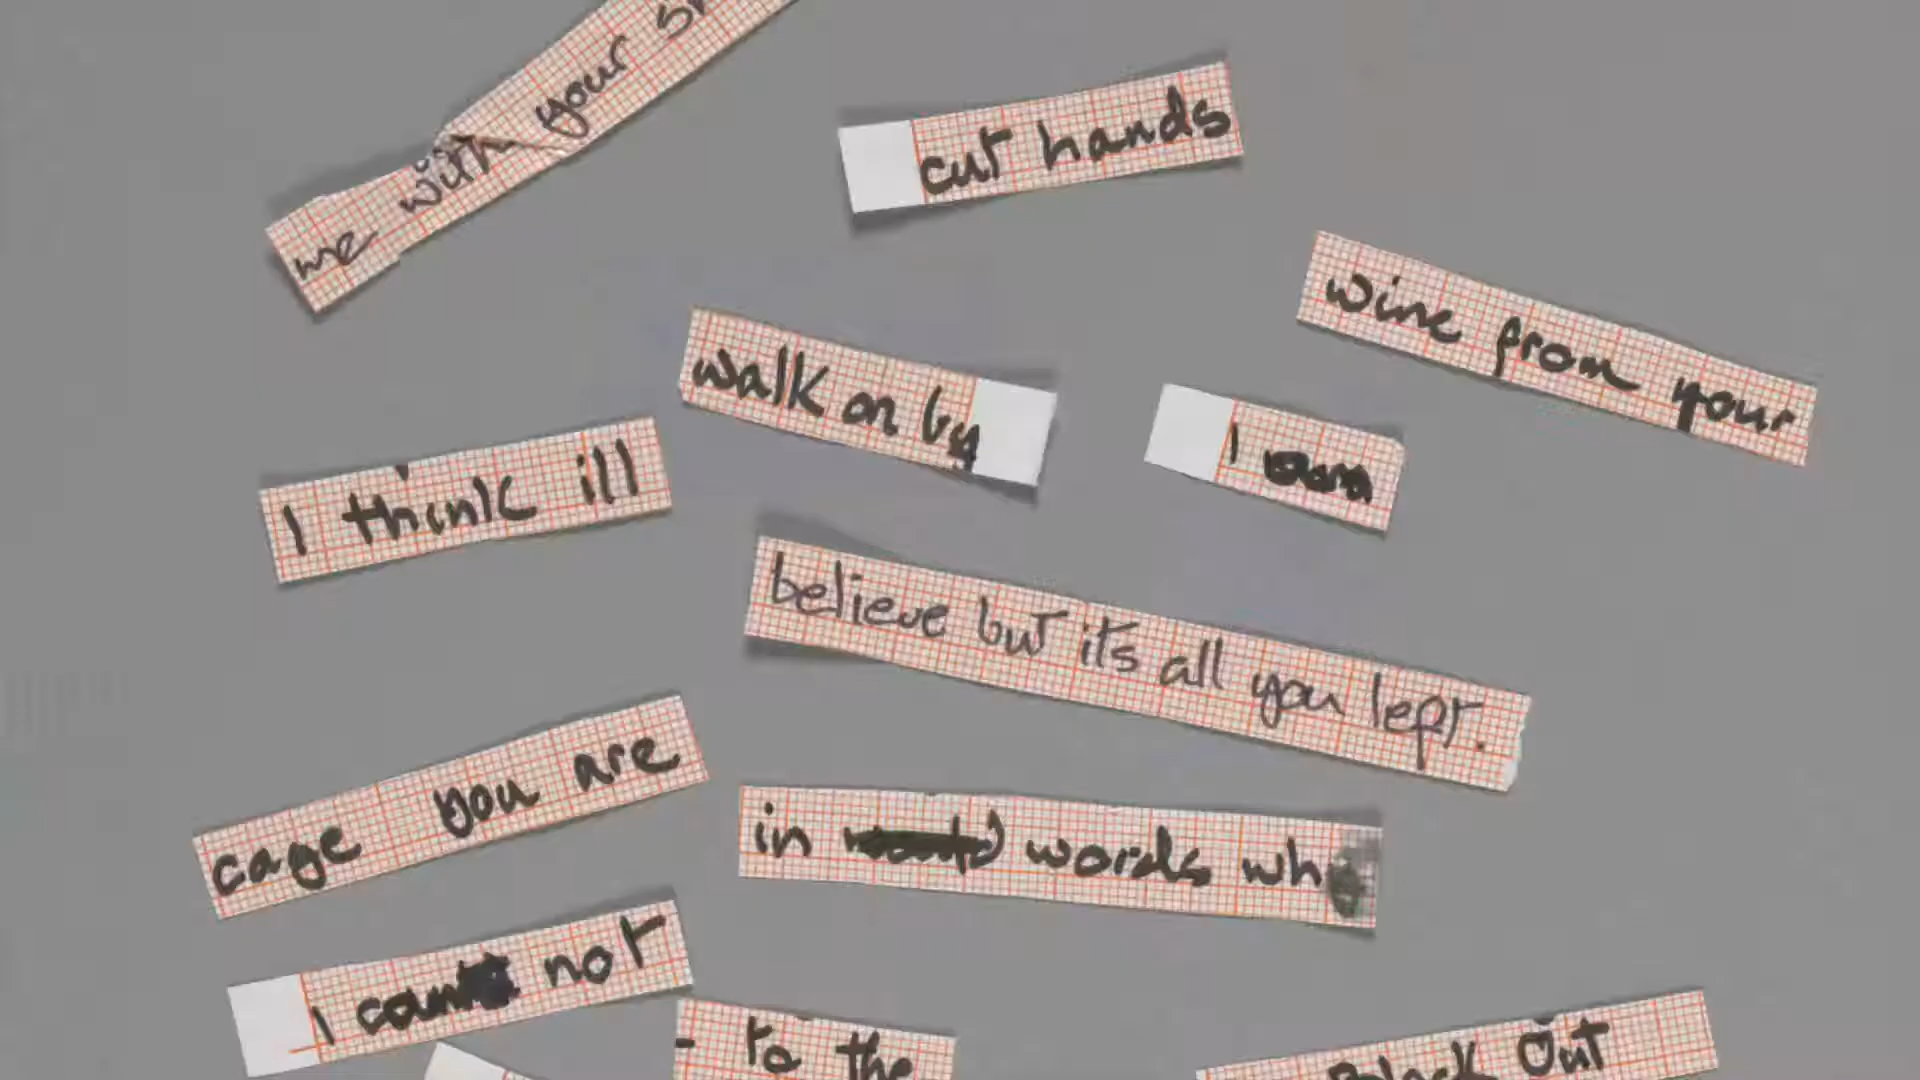 me with your
cut hands
wine from your
walk on by
I
I think ill
believe but its all you left.
cage you are
in words wh
I not
- to the
Black Out